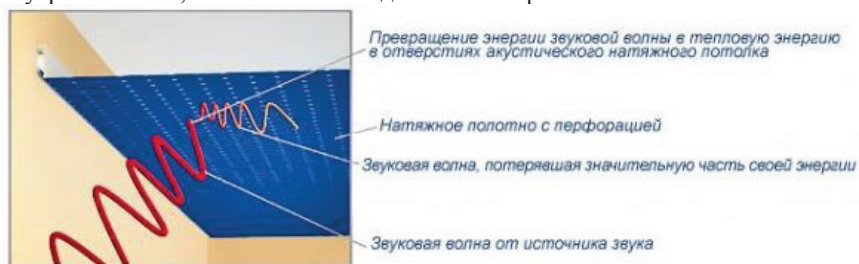 Превращение энергии звуковой волны в тепловую энергию
в отверстиях акустического натяжного потолка
Натяжное полотно с перфорацией
Звуковая волна, потерявшая значительную часть своей энергии
Звуковая волна от источника звука